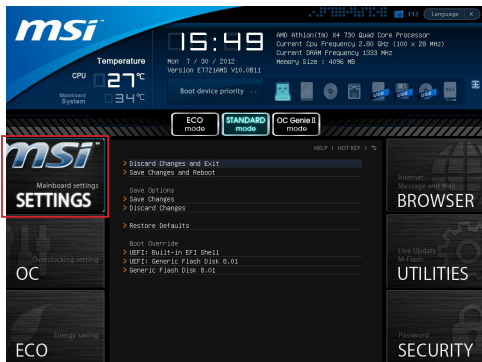 msi
F12 Language X
15:49
Temperature
CPU 27°C
Mainboard
System 34°C
Mon 7 / 30 / 2012
Version E7721AMS V10.0B11
AMD Athlon(tm) X4 730 Quad Core Processor
Current Cpu Frequency 2.80 GHz (100 x 28 MHz)
Current DRAM Frequency 1333 MHz
Memory Size : 4096 MB
Boot device priority
USB USB USB
ECO
mode
STANDARD
mode
OC Genie II
mode
HELP | HOT KEY |
msi
Mainboard settings
SETTINGS
Overclocking setting
OC
Energy saving
ECO
Discard Changes and Exit
Save Changes and Reboot
Save Options
Save Changes
Discard Changes
Restore Defaults
Boot Override
UEFI: Built-in EFI Shell
UEFI: Generic Flash Disk 8.01
Generic Flash Disk 8.01
Internet
Message and Mail
BROWSER
Live Update
M-Flash
UTILITIES
Password
SECURITY